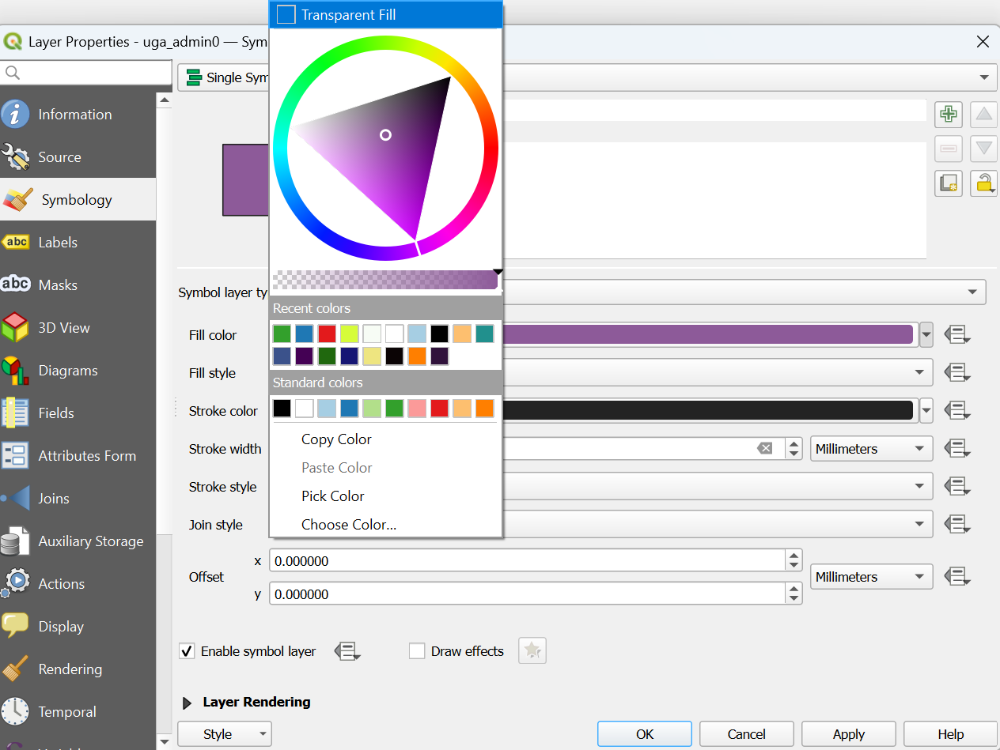 Transparent Fill
Layer Properties - uga_admin0 — Sym
Single Sym
Information
Source
Symbology
abc Labels
abc Masks
3D View
Diagrams
Fields
Attributes Form
Joins
Auxiliary Storage
Actions
Display
Rendering
Temporal
Symbol layer ty
Recent colors
Fill color
Fill style
Standard colors
Stroke color
Copy Color
Stroke width
Millimeters
Paste Color
Stroke style
Pick Color
Join style
Choose Color...
Offset
x 0.000000
Millimeters
y 0.000000
Enable symbol layer
Draw effects
Layer Rendering
Style
OK
Cancel
Apply
Help